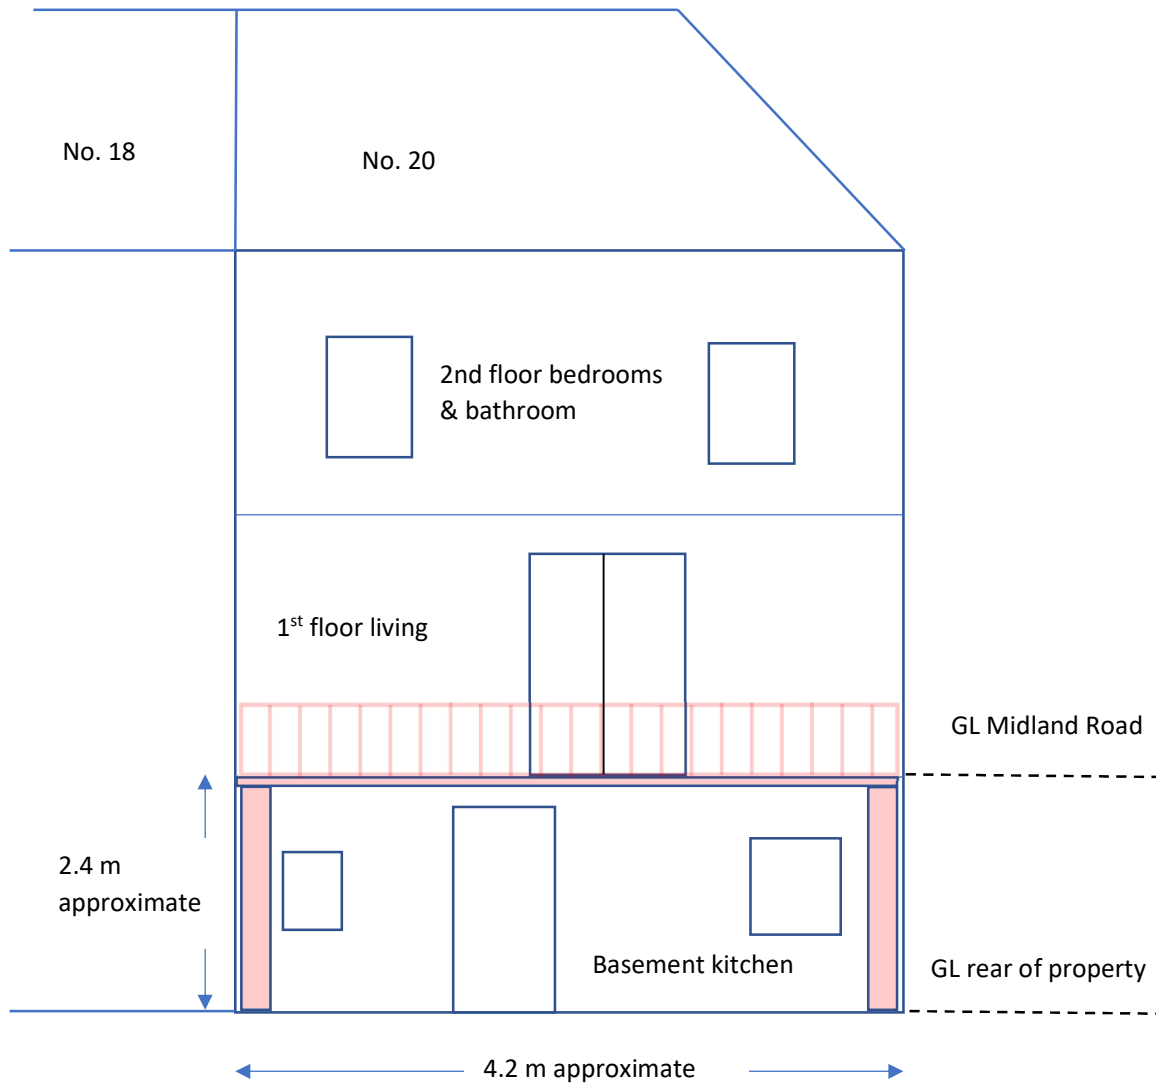 No. 18
No. 20
2nd floor bedrooms
& bathroom
1st floor living
GL Midland Road
2.4 m
approximate
Basement kitchen
GL rear of property
4.2 m approximate